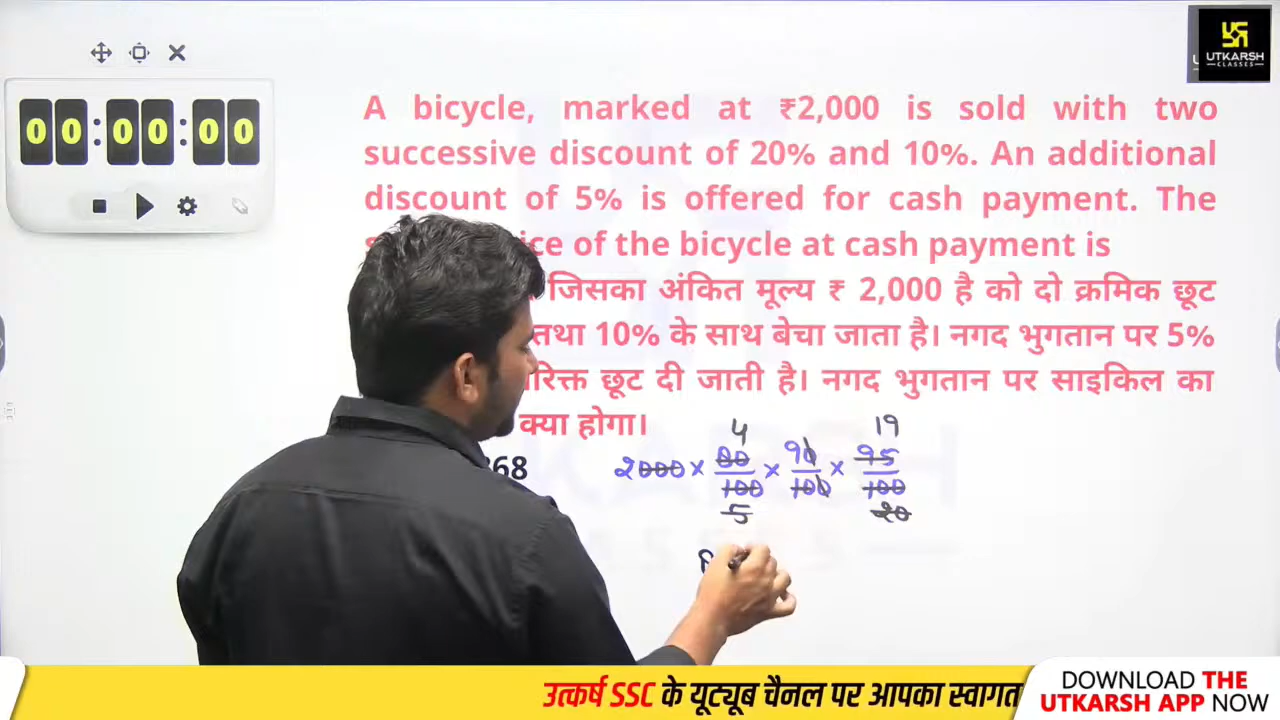 UTKARSH
CLASSES
00:00:00
A bicycle, marked at ₹2,000 is sold with two
successive discount of 20% and 10%. An additional
discount of 5% is offered for cash payment. The
of the bicycle at cash payment is
जिसका अंकित मूल्य ₹ 2,000 है को दो क्रमिक छूट
तथा 10% के साथ बेचा जाता है। नगद भुगतान पर 5%
छूट दी जाती है। नगद भुगतान पर साइकिल का
क्या होगा।
4 19
68 2000 × 80 × 90 × 95
100 100 100
5 20
उत्कर्ष SSC के यूट्यूब चैनल पर आपका स्वागत
DOWNLOAD THE
UTKARSH APP NOW